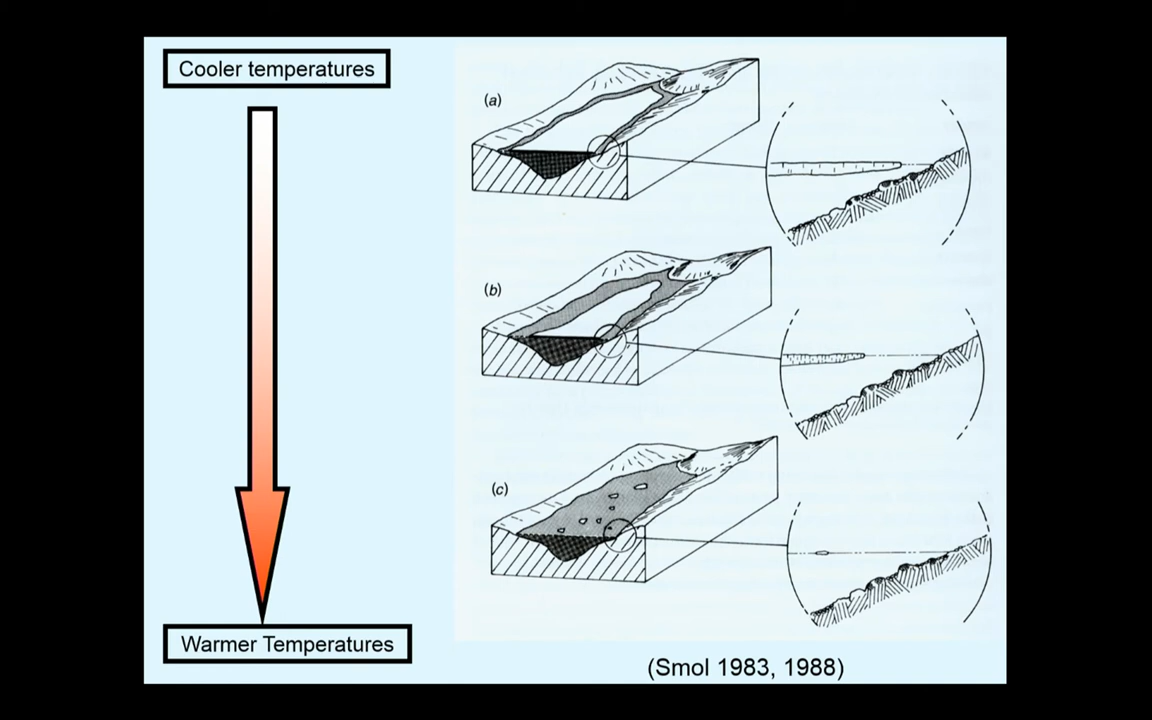 Cooler temperatures
(a)
(b)
(c)
Warmer Temperatures
(Smol 1983, 1988)